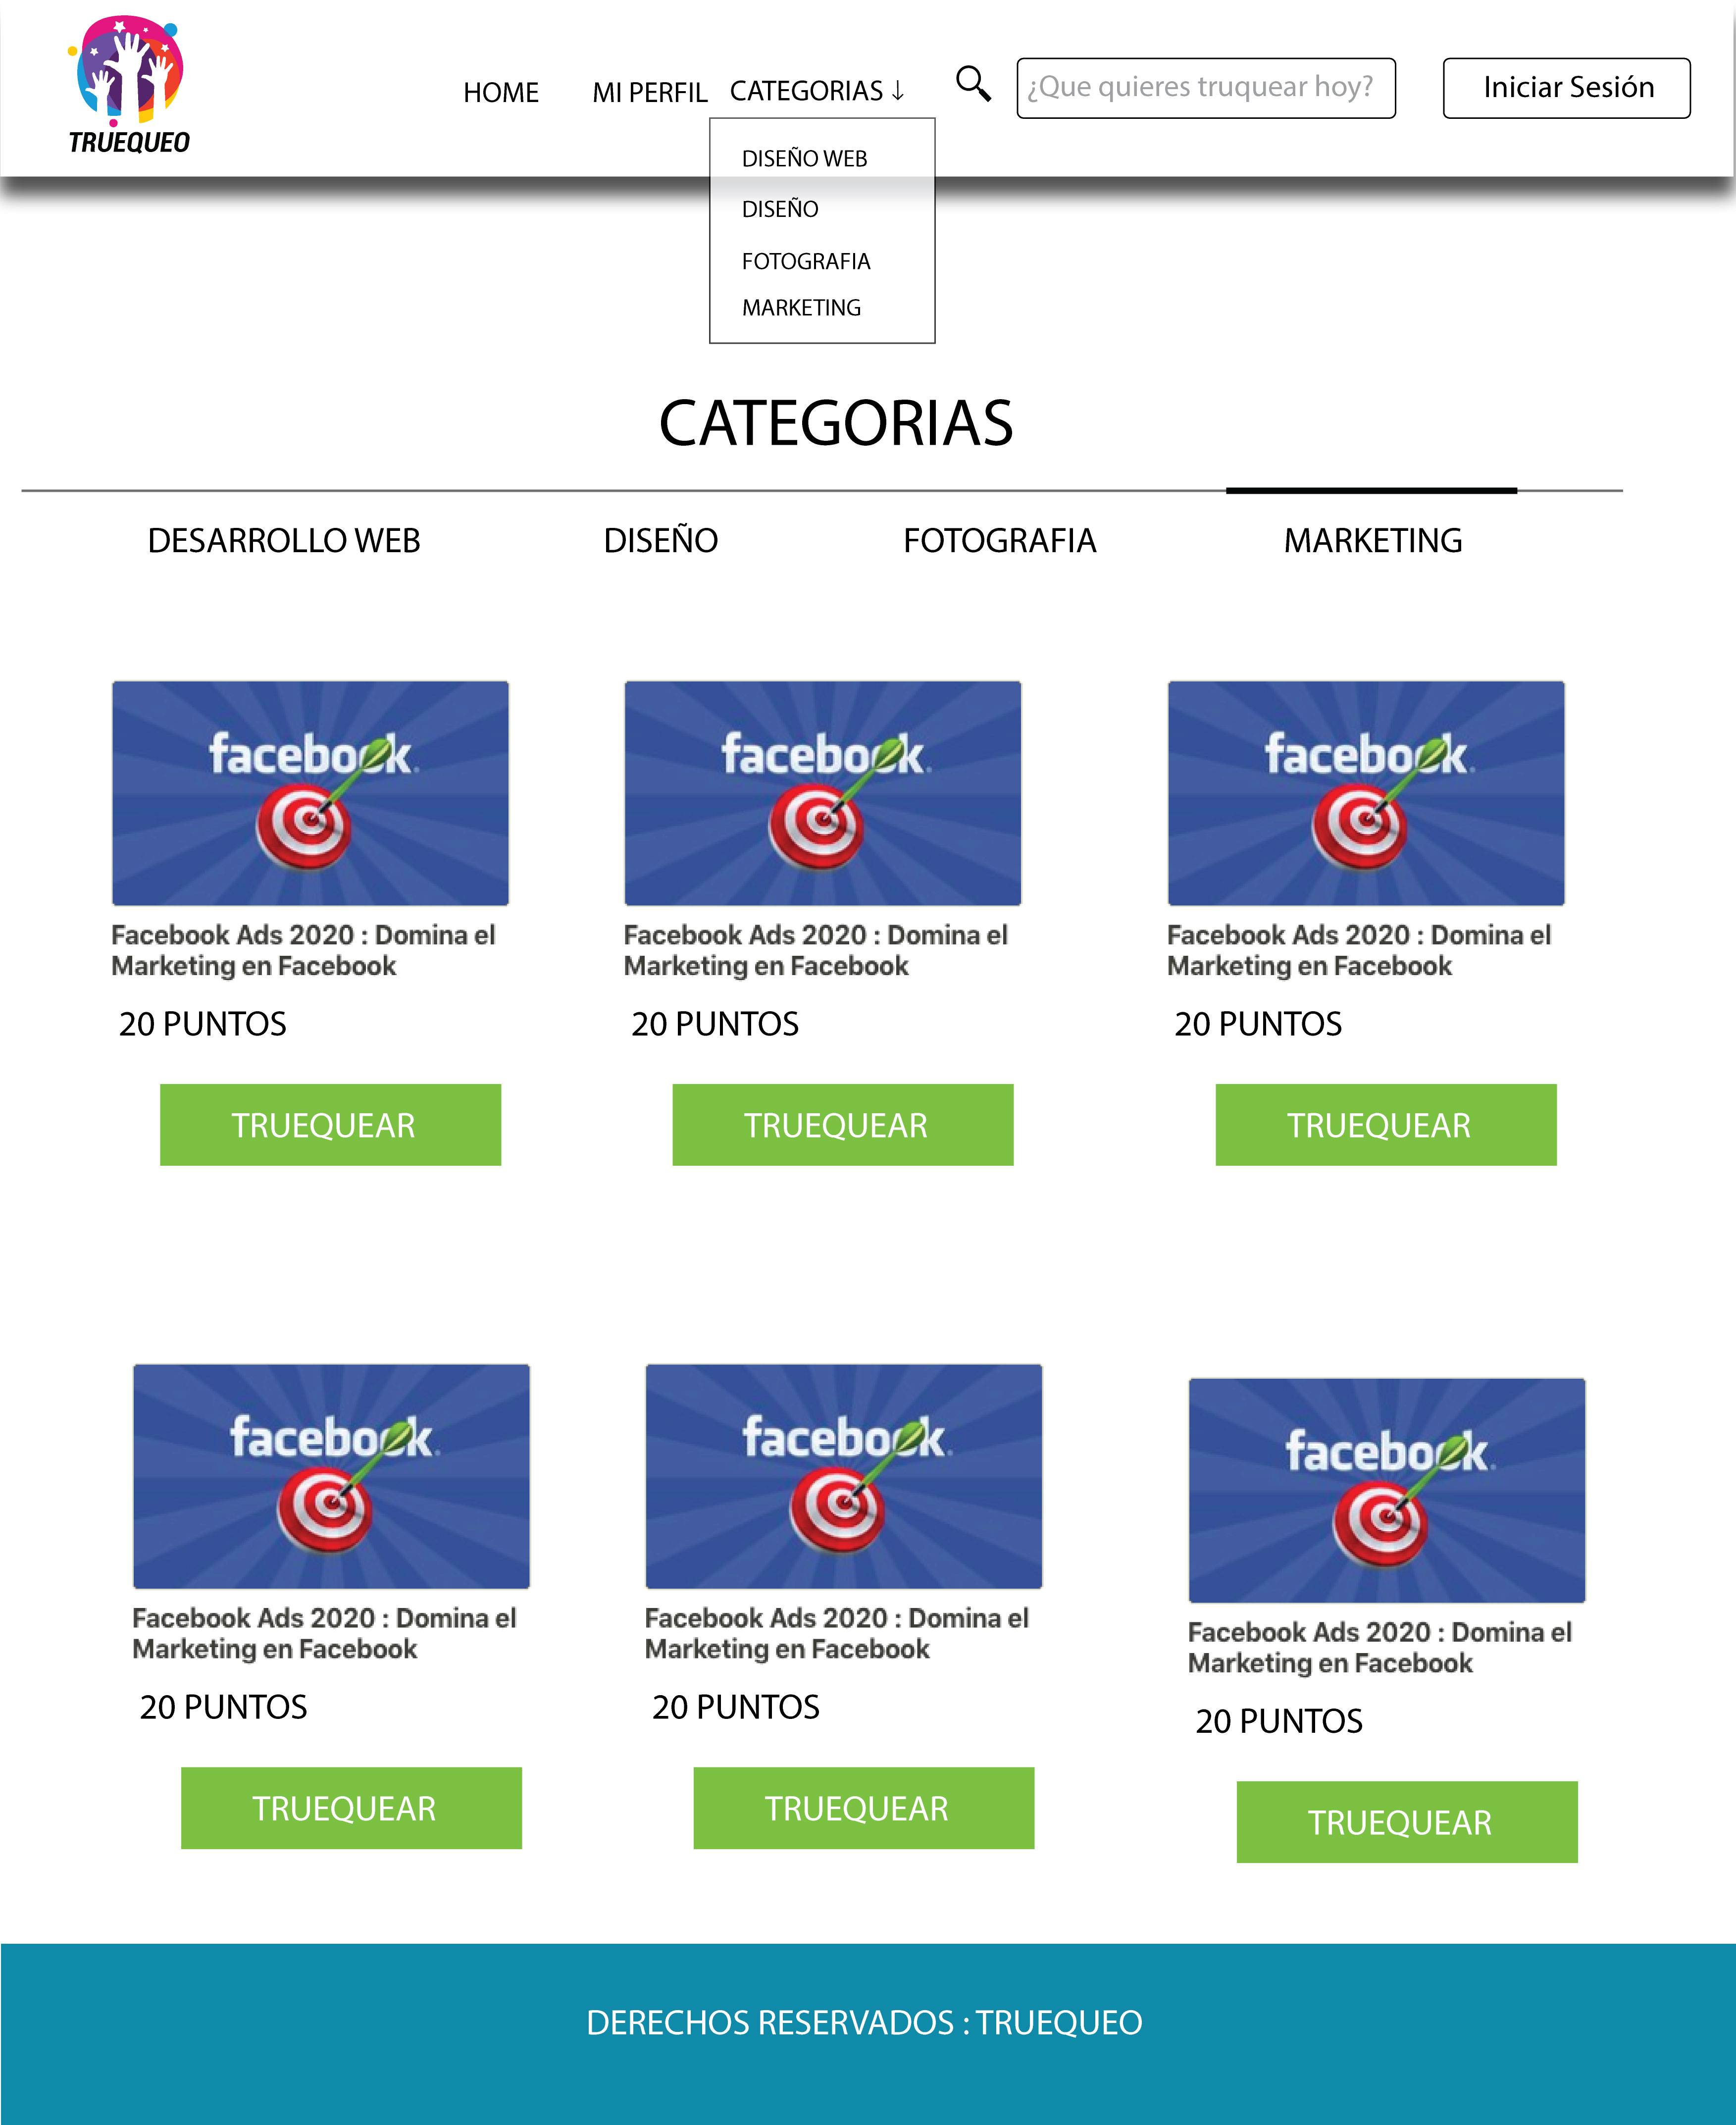 TRUEQUEO
HOME
MI PERFIL
CATEGORIAS ↓
¿Que quieres truquear hoy?
Iniciar Sesión
DISEÑO WEB
DISEÑO
FOTOGRAFIA
MARKETING
CATEGORIAS
DESARROLLO WEB
DISEÑO
FOTOGRAFIA
MARKETING
facebook
Facebook Ads 2020 : Domina el
Marketing en Facebook
20 PUNTOS
TRUEQUEAR
facebook
Facebook Ads 2020 : Domina el
Marketing en Facebook
20 PUNTOS
TRUEQUEAR
facebook
Facebook Ads 2020 : Domina el
Marketing en Facebook
20 PUNTOS
TRUEQUEAR
facebook
Facebook Ads 2020 : Domina el
Marketing en Facebook
20 PUNTOS
TRUEQUEAR
facebook
Facebook Ads 2020 : Domina el
Marketing en Facebook
20 PUNTOS
TRUEQUEAR
facebook
Facebook Ads 2020 : Domina el
Marketing en Facebook
20 PUNTOS
TRUEQUEAR
DERECHOS RESERVADOS : TRUEQUEO